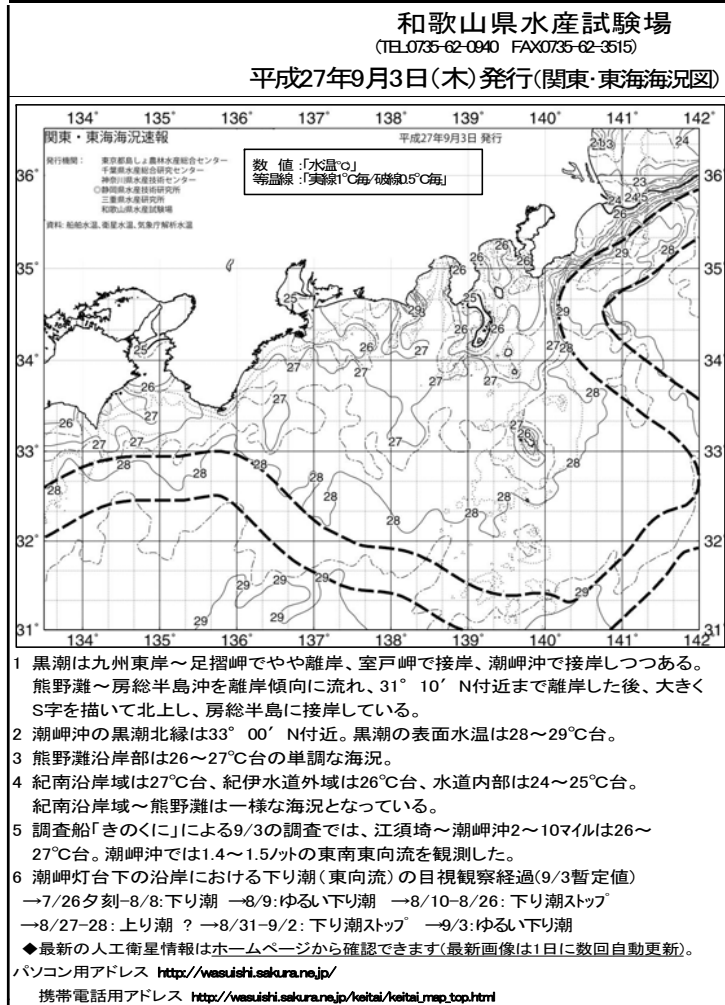 和歌山県水産試験場
(TEL0735-62-0940 FAX0735-62-3515)
平成27年9月3日(木)発行(関東・東海海況図)
134° 135° 136° 137° 138° 139° 140° 141° 142°
関東・東海海況速報
平成27年9月3日 発行
発行機関： 東京都島しょ農林水産総合センター
千葉県水産総合研究センター
神奈川県水産技術センター
◎静岡県水産技術研究所
三重県水産研究所
和歌山県水産試験場
資料：船舶水温、衛星水温、気象庁解析水温
数 値：「水温℃」
等温線：「実線1℃毎/破線0.5℃毎」
36° 36°
35° 35°
34° 34°
33° 33°
32° 32°
31° 31°
134° 135° 136° 137° 138° 139° 140° 141° 142°
1 黒潮は九州東岸～足摺岬でやや離岸、室戸岬で接岸、潮岬沖で接岸しつつある。
熊野灘～房総半島沖を離岸傾向に流れ、31°10′N付近まで離岸した後、大きく
S字を描いて北上し、房総半島に接岸している。
2 潮岬沖の黒潮北縁は33°00′N付近。黒潮の表面水温は28～29℃台。
3 熊野灘沿岸部は26～27℃台の単調な海況。
4 紀南沿岸域は27℃台、紀伊水道外域は26℃台、水道内部は24～25℃台。
紀南沿岸域～熊野灘は一様な海況となっている。
5 調査船「きのくに」による9/3の調査では、江須埼～潮岬沖2～10マイルは26～
27℃台。潮岬沖では1.4～1.5ノットの東南東向流を観測した。
6 潮岬灯台下の沿岸における下り潮（東向流）の目視観察経過(9/3暫定値)
→7/26夕刻-8/8:下り潮 →8/9:ゆるい下り潮 →8/10-8/26:下り潮ストップ
→8/27-28:上り潮 ? →8/31-9/2:下り潮ストップ →9/3:ゆるい下り潮
◆最新の人工衛星情報はホームページから確認できます(最新画像は1日に数回自動更新)。
パソコン用アドレス http://wasuishi.sakura.ne.jp/
携帯電話用アドレス http://wasuishi.sakura.ne.jp/keitai/keitai_map_top.html